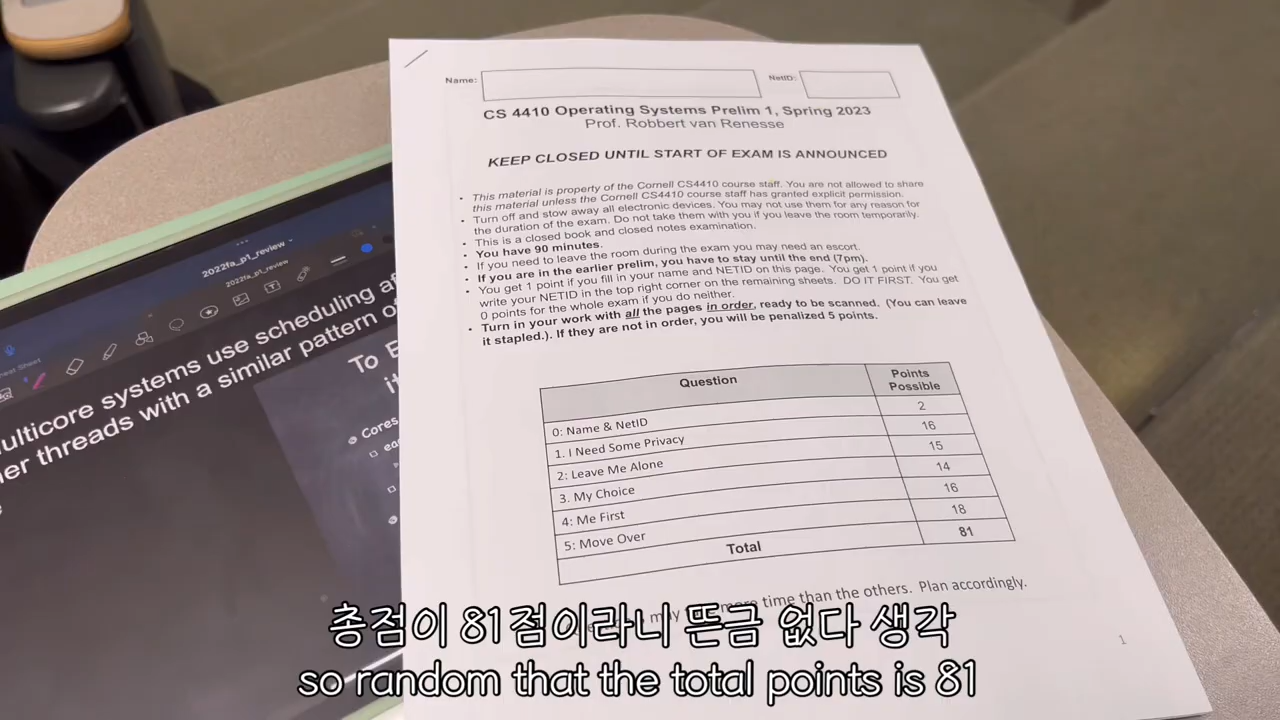 Name:
NetID:
CS 4410 Operating Systems Prelim 1, Spring 2023
Prof. Robbert van Renesse
KEEP CLOSED UNTIL START OF EXAM IS ANNOUNCED
• This material is property of the Cornell CS4410 course staff. You are not allowed to share
this material unless the Cornell CS4410 course staff has granted explicit permission.
• Turn off and stow away all electronic devices. You may not use them for any reason for
the duration of the exam. Do not take them with you if you leave the room temporarily.
• This is a closed book and closed notes examination.
• You have 90 minutes.
• If you need to leave the room during the exam you may need an escort.
• If you are in the earlier prelim, you have to stay until the end (7pm).
• You get 1 point if you fill in your name and NETID on this page. You get 1 point if you
write your NETID in the top right corner on the remaining sheets. DO IT FIRST. You get
0 points for the whole exam if you do neither.
• Turn in your work with all the pages in order, ready to be scanned. (You can leave
it stapled.). If they are not in order, you will be penalized 5 points.
Question Points
Possible
0: Name & NetID 2
1. I Need Some Privacy 16
2: Leave Me Alone 15
3. My Choice 14
4: Me First 16
5: Move Over 18
Total 81
may time than the others. Plan accordingly.
1
2022fa_p1_review
2022fa_p1_review
ulticore systems use scheduling af
er threads with a similar pattern of
To E
it
Cores
ea
총점이 81점이라니 뜬금 없다 생각
so random that the total points is 81